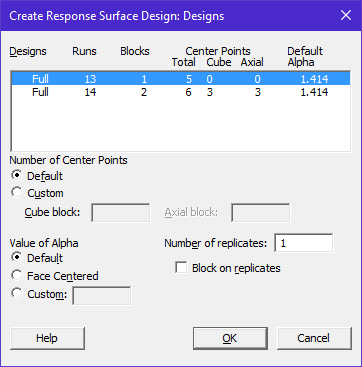 Create Response Surface Design: Designs
Designs Runs Blocks Center Points Default
Total Cube Axial Alpha
Full 13 1 5 0 0 1.414
Full 14 2 6 3 3 1.414
Number of Center Points
Default
Custom
Cube block: Axial block:
Value of Alpha Number of replicates: 1
Default
Face Centered Block on replicates
Custom:
Help OK Cancel